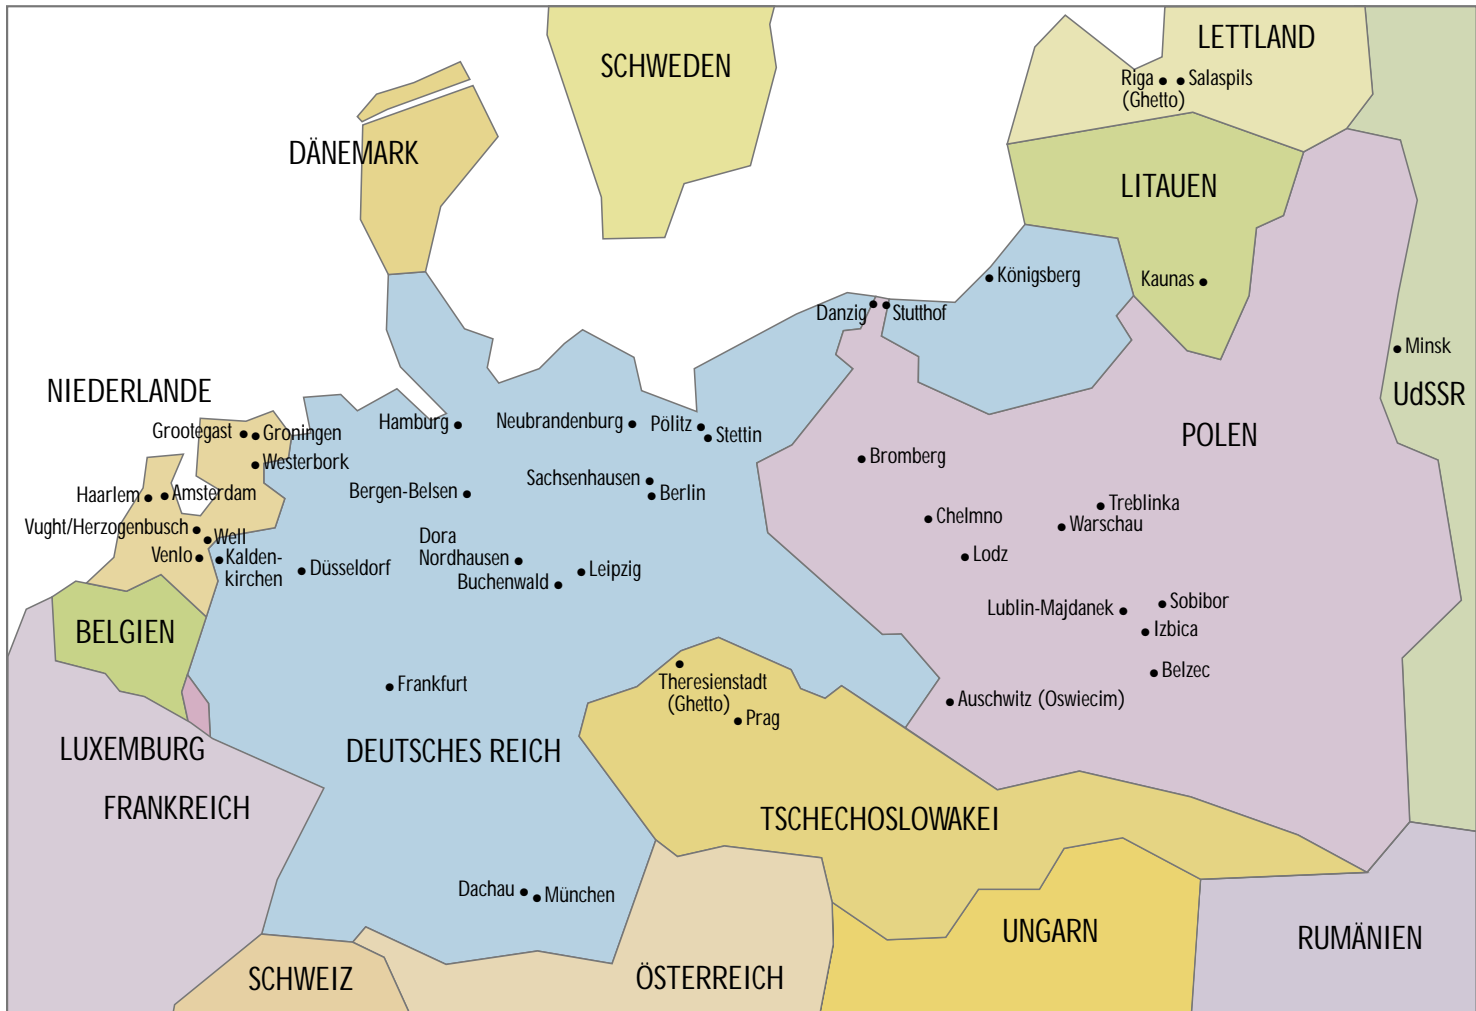 LETTLAND
SCHWEDEN
Riga
(Ghetto)
Salaspils
DÄNEMARK
LITAUEN
Königsberg
Kaunas
Danzig
Stutthof
Minsk
NIEDERLANDE
UdSSR
Hamburg
Neubrandenburg
Pölitz
Stettin
Grootegast
Groningen
POLEN
Westerbork
Bromberg
Sachsenhausen
Berlin
Haarlem
Amsterdam
Bergen-Belsen
Treblinka
Chelmno
Warschau
Vught/Herzogenbusch
Well
Dora
Nordhausen
Venlo
Kalden-
kirchen
Düsseldorf
Lodz
Buchenwald
Leipzig
Lublin-Majdanek
Sobibor
Izbica
BELGIEN
Belzec
Frankfurt
Theresienstadt
(Ghetto)
Prag
Auschwitz (Oswiecim)
LUXEMBURG
DEUTSCHES REICH
FRANKREICH
TSCHECHOSLOWAKEI
Dachau
München
UNGARN
RUMÄNIEN
SCHWEIZ
ÖSTERREICH